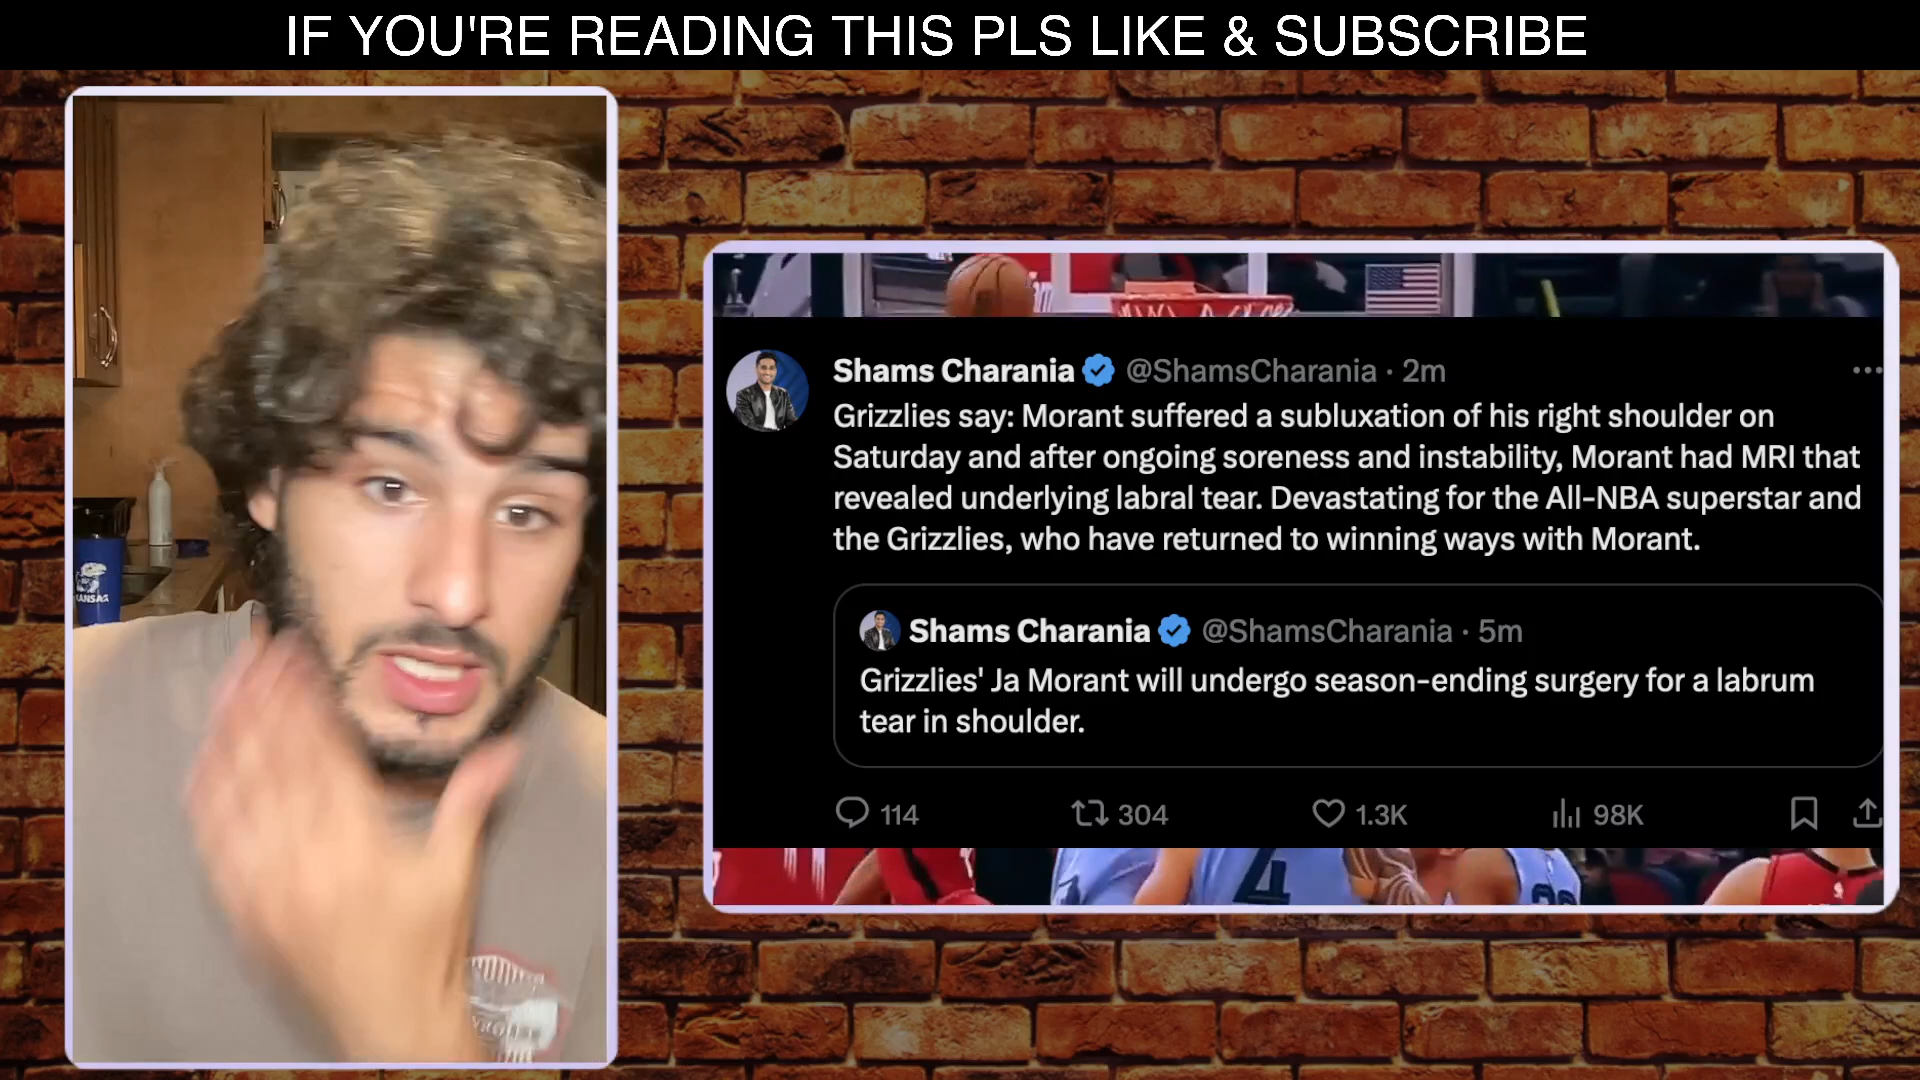 IF YOU'RE READING THIS PLS LIKE & SUBSCRIBE
Shams Charania @ShamsCharania · 2m
Grizzlies say: Morant suffered a subluxation of his right shoulder on
Saturday and after ongoing soreness and instability, Morant had MRI that
revealed underlying labral tear. Devastating for the All-NBA superstar and
the Grizzlies, who have returned to winning ways with Morant.
Shams Charania @ShamsCharania · 5m
Grizzlies' Ja Morant will undergo season-ending surgery for a labrum
tear in shoulder.
114 304 1.3K 98K
4